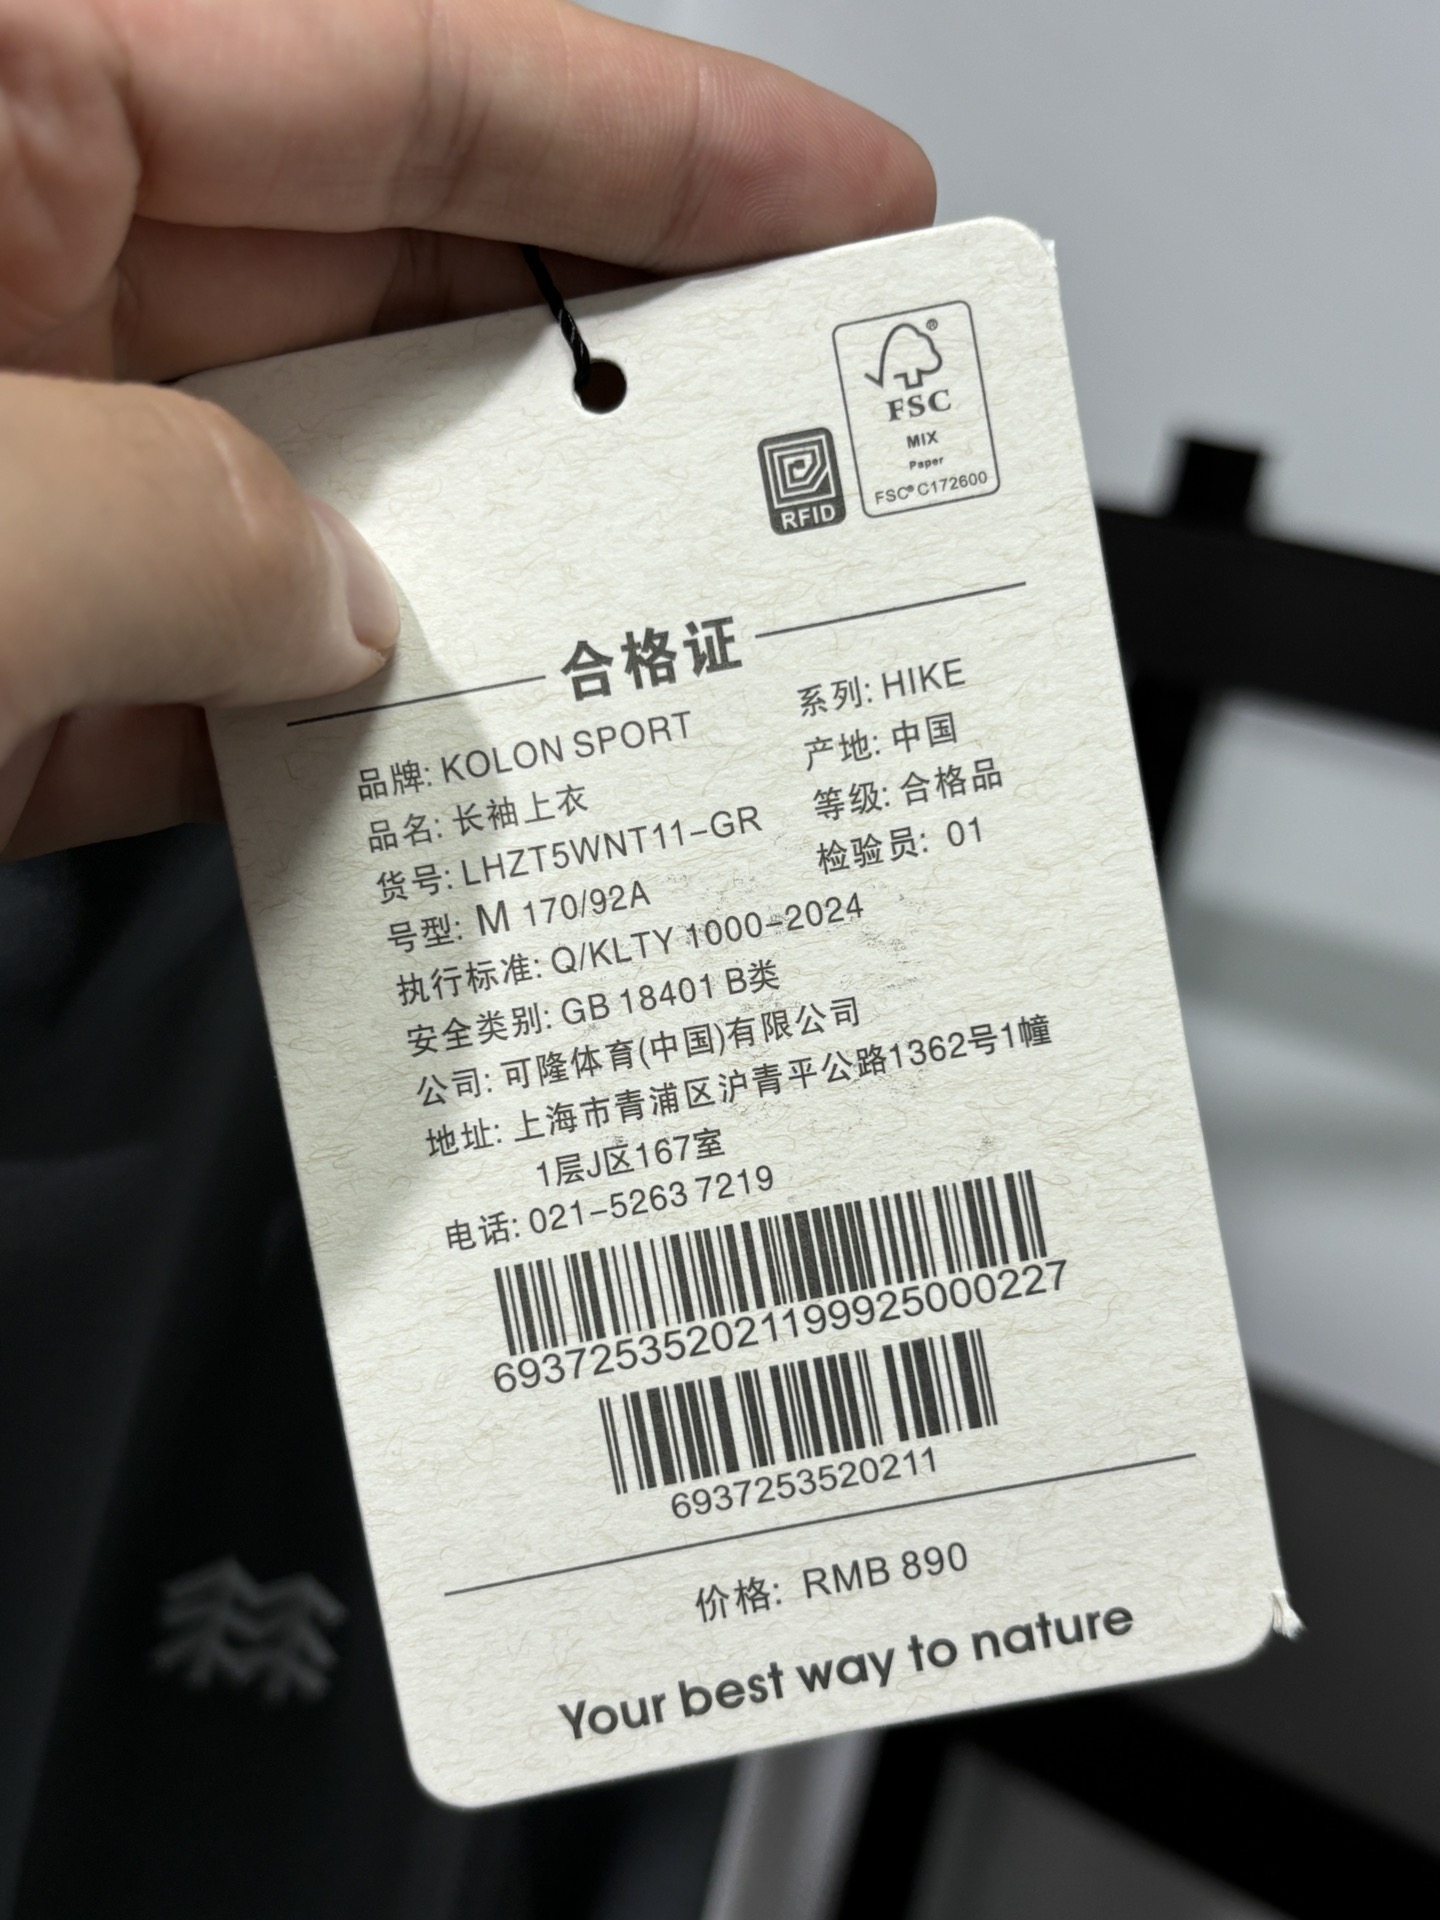 FSC®
MIX
Paper
FSC® C172600
RFID
合格证
品牌: KOLON SPORT
系列: HIKE
品名: 长袖上衣
产地: 中国
货号: LHZT5WNT11-GR
等级: 合格品
号型: M 170/92A
检验员: 01
执行标准: Q/KLTY 1000-2024
安全类别: GB 18401 B类
公司: 可隆体育(中国)有限公司
地址: 上海市青浦区沪青平公路1362号1幢
1层J区167室
电话: 021-5263 7219
693725352021199925000227
6937253520211
价格: RMB 890
Your best way to nature